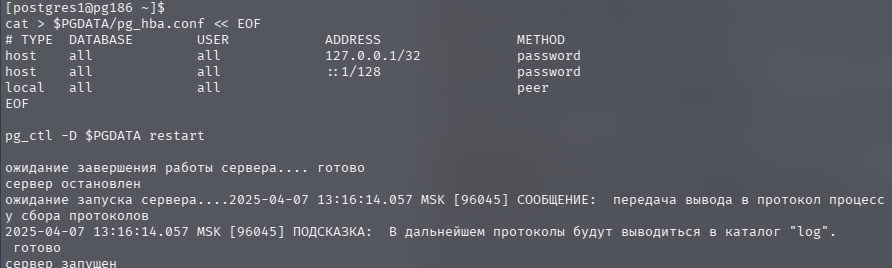 [postgres1@pg186 ~]$
cat > $PGDATA/pg_hba.conf << EOF
# TYPE  DATABASE        USER            ADDRESS                 METHOD
host    all             all             127.0.0.1/32            password
host    all             all             ::1/128                 password
local   all             all                                     peer
EOF
pg_ctl -D $PGDATA restart
ожидание завершения работы сервера.... готово
сервер остановлен
ожидание запуска сервера....2025-04-07 13:16:14.057 MSK [96045] СООБЩЕНИЕ:  передача вывода в протокол процесс
у сбора протоколов
2025-04-07 13:16:14.057 MSK [96045] ПОДСКАЗКА:  В дальнейшем протоколы будут выводиться в каталог "log".
 готово
сервер запущен